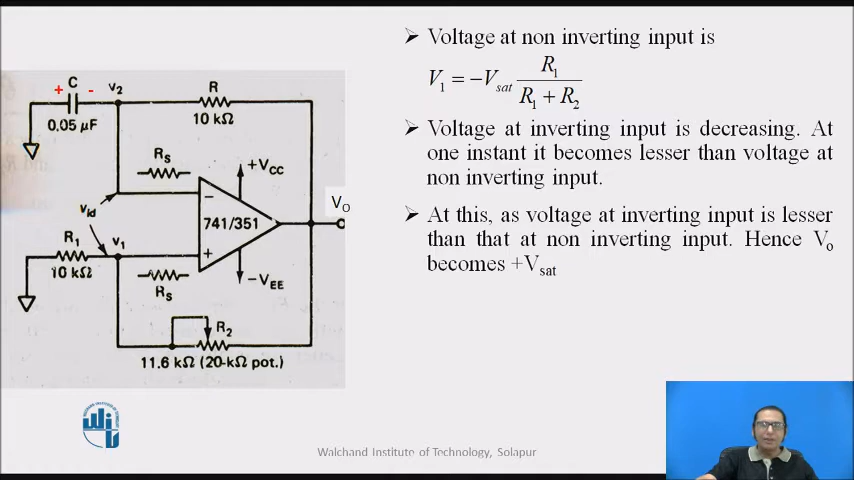 ➤ Voltage at non inverting input is
V₁ = −V_sat R₁ / (R₁ + R₂)
➤ Voltage at inverting input is decreasing. At
one instant it becomes lesser than voltage at
non inverting input.
➤ At this, as voltage at inverting input is lesser
than that at non inverting input. Hence Vₒ
becomes +V_sat
+ C - v₂ R
0.05 µF 10 kΩ
R_S +V_CC
v_id − 741/351 V_O
R₁ v₁ +
10 kΩ R_S −V_EE
R₂
11.6 kΩ (20-kΩ pot.)
Walchand Institute of Technology, Solapur